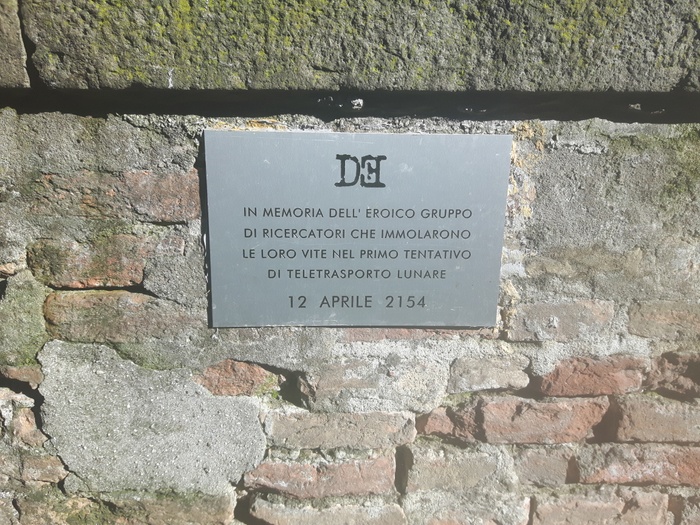 IN MEMORIA DELL' EROICO GRUPPO
DI RICERCATORI CHE IMMOLARONO
LE LORO VITE NEL PRIMO TENTATIVO
DI TELETRASPORTO LUNARE
12 APRILE 2154